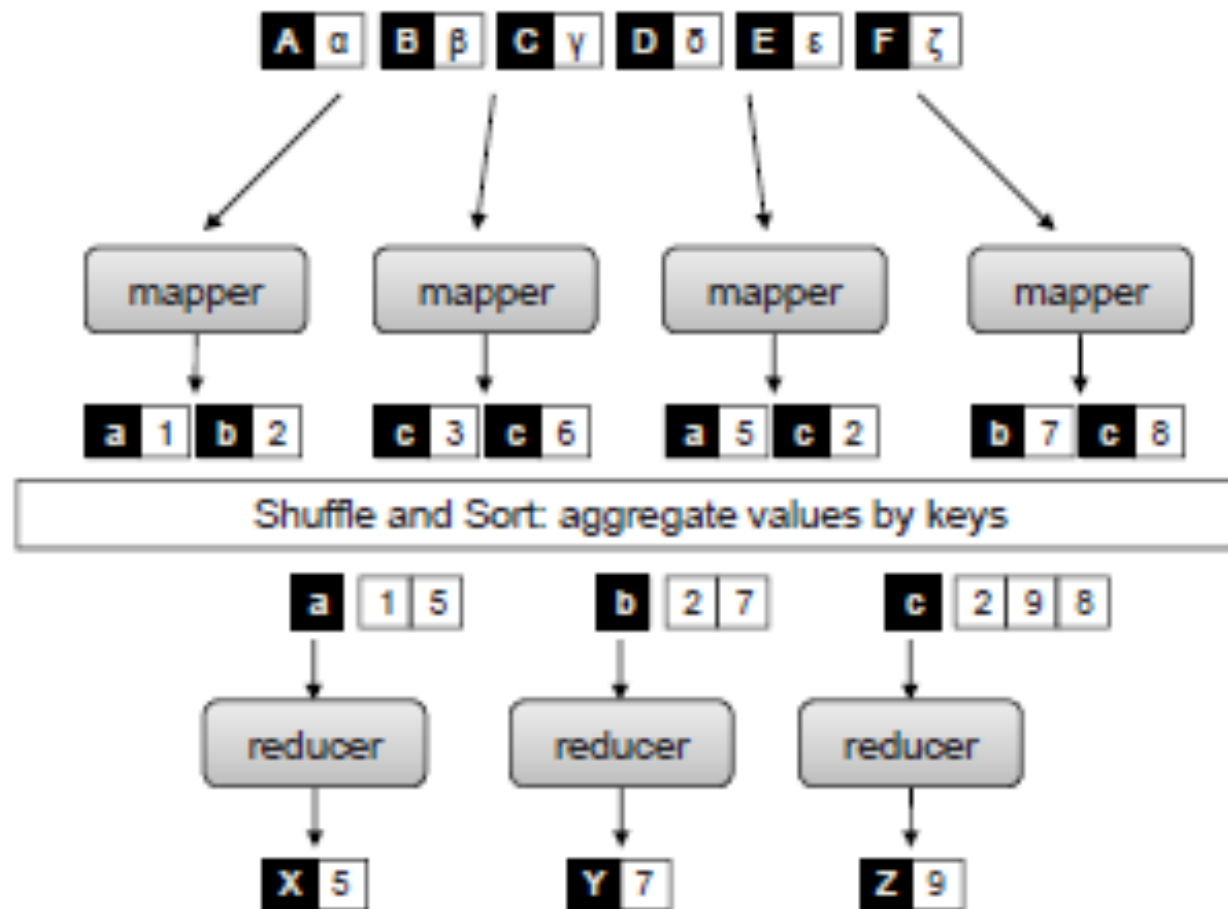 A α B β C γ D δ E ε F ζ
mapper mapper mapper mapper
a 1 b 2 c 3 c 6 a 5 c 2 b 7 c 8
Shuffle and Sort: aggregate values by keys
a 1 5 b 2 7 c 2 9 8
reducer reducer reducer
X 5 Y 7 Z 9